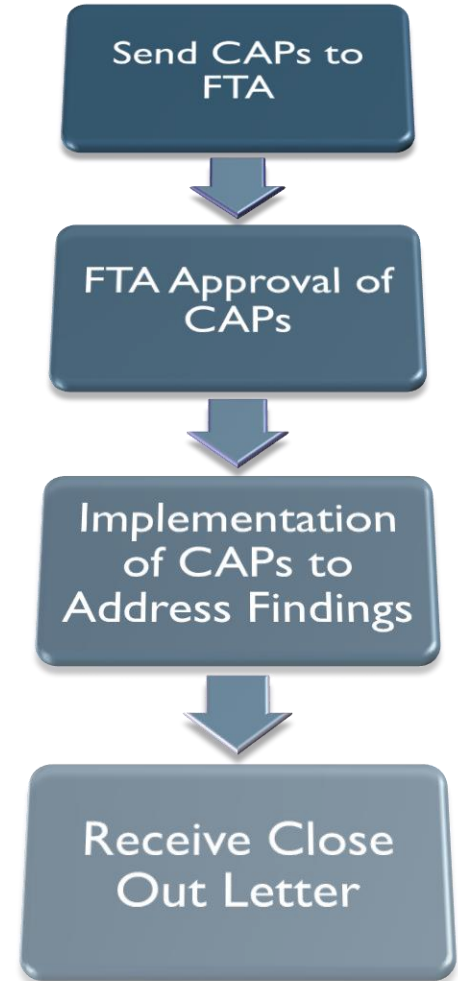 Send CAPs to
FTA
FTA Approval of
CAPs
Implementation
of CAPs to
Address Findings
Receive Close
Out Letter